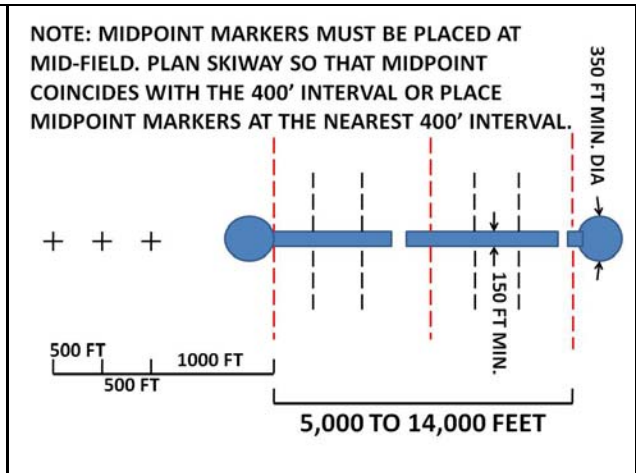 NOTE: MIDPOINT MARKERS MUST BE PLACED AT
MID-FIELD. PLAN SKIWAY SO THAT MIDPOINT
COINCIDES WITH THE 400' INTERVAL OR PLACE
MIDPOINT MARKERS AT THE NEAREST 400' INTERVAL.
350 FT MIN. DIA
150 FT MIN.
500 FT
1000 FT
500 FT
5,000 TO 14,000 FEET